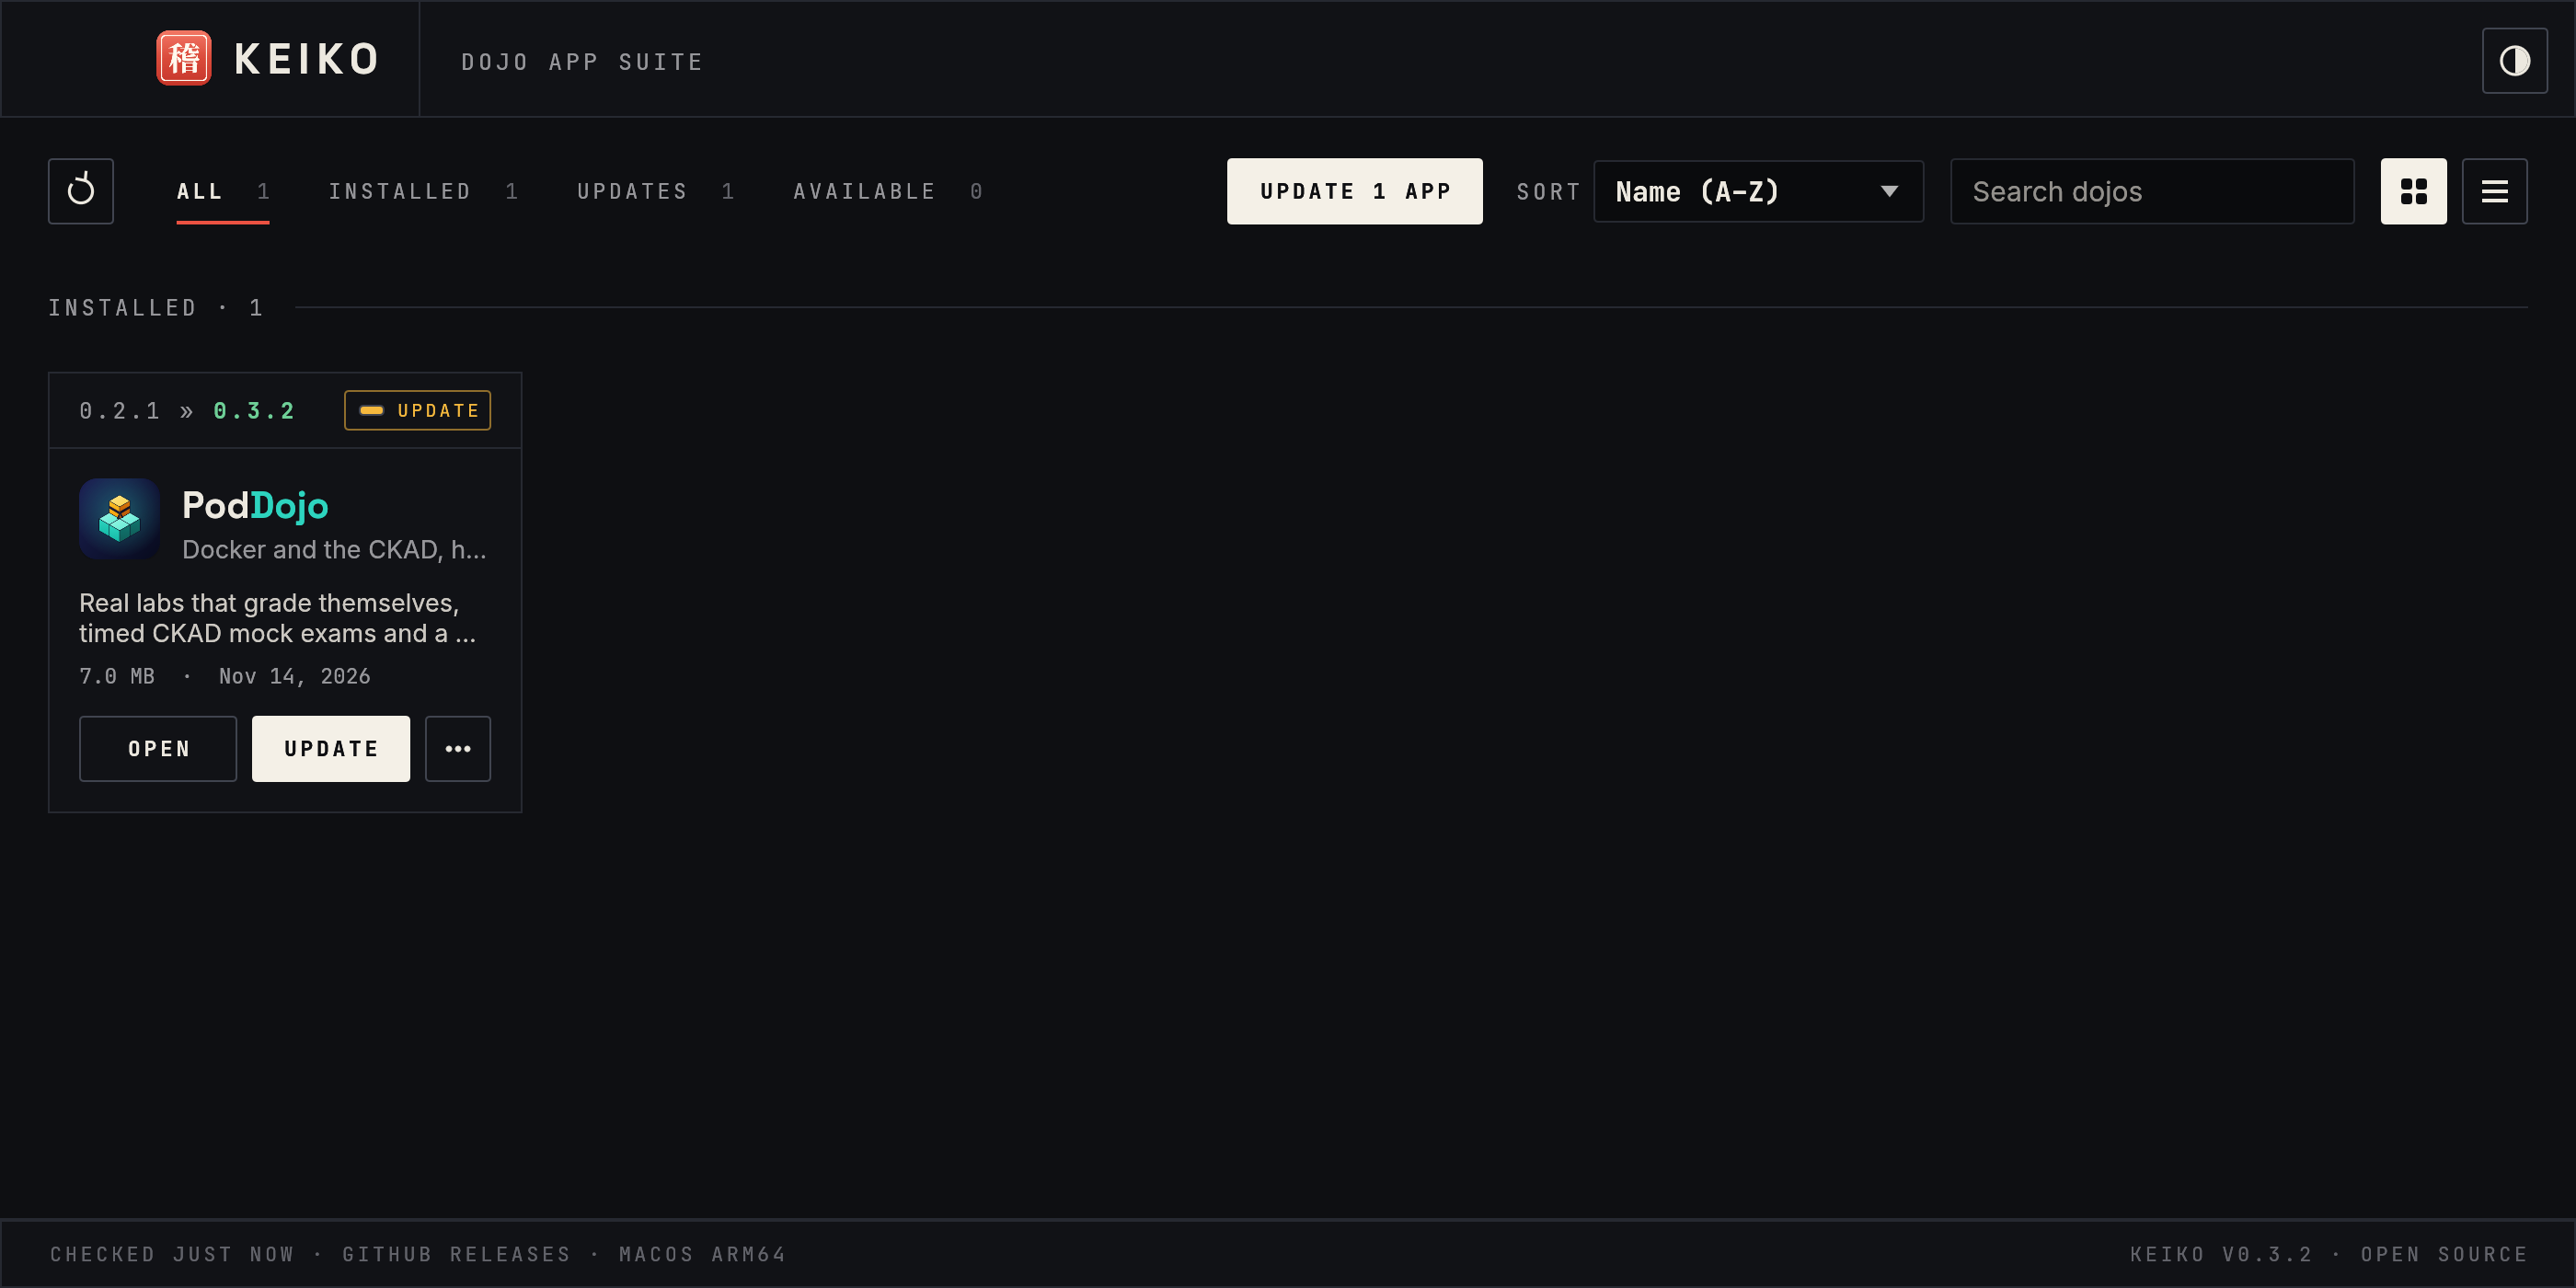 稽 KEIKO DOJO APP SUITE
ALL 1 INSTALLED 1 UPDATES 1 AVAILABLE 0 UPDATE 1 APP SORT Name (A–Z) Search dojos
INSTALLED · 1
0.2.1 » 0.3.2 UPDATE
PodDojo
Docker and the CKAD, h...
Real labs that grade themselves,
timed CKAD mock exams and a ...
7.0 MB · Nov 14, 2026
OPEN UPDATE
CHECKED JUST NOW · GITHUB RELEASES · MACOS ARM64 KEIKO V0.3.2 · OPEN SOURCE